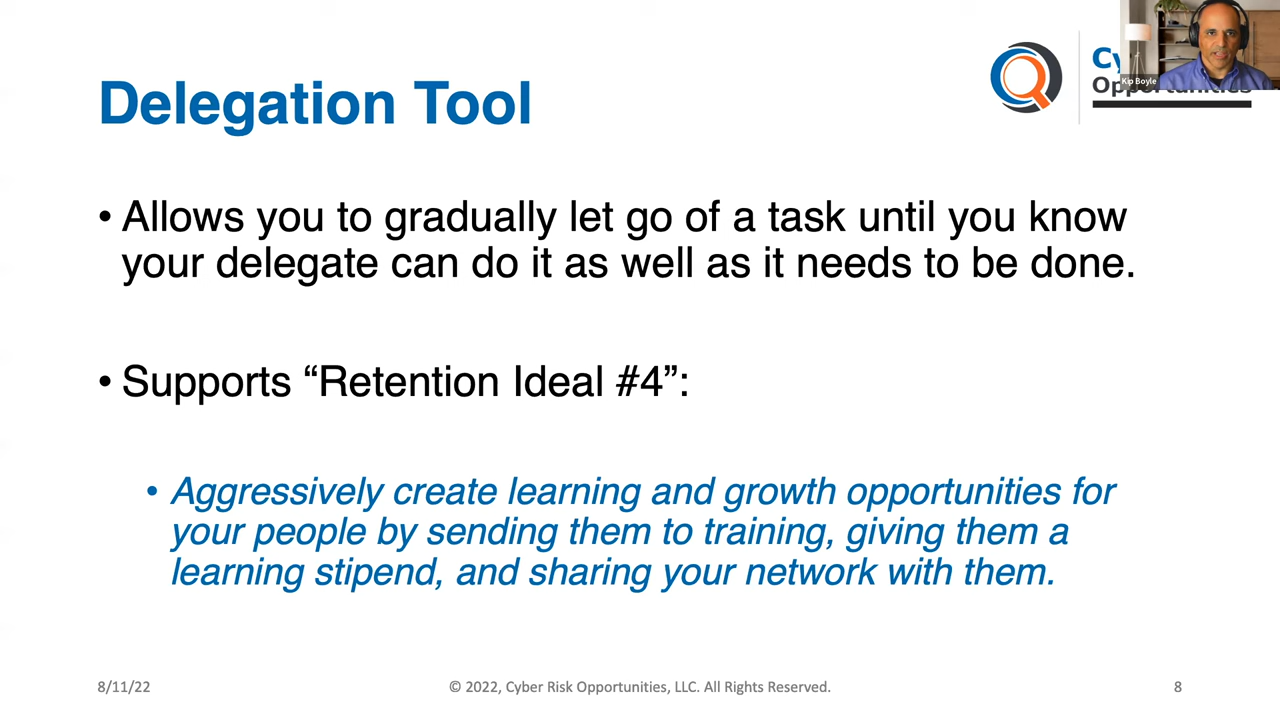 Kip Boyle
Opportunities
Delegation Tool
• Allows you to gradually let go of a task until you know
your delegate can do it as well as it needs to be done.
• Supports “Retention Ideal #4”:
• Aggressively create learning and growth opportunities for
your people by sending them to training, giving them a
learning stipend, and sharing your network with them.
8/11/22
© 2022, Cyber Risk Opportunities, LLC. All Rights Reserved.
8